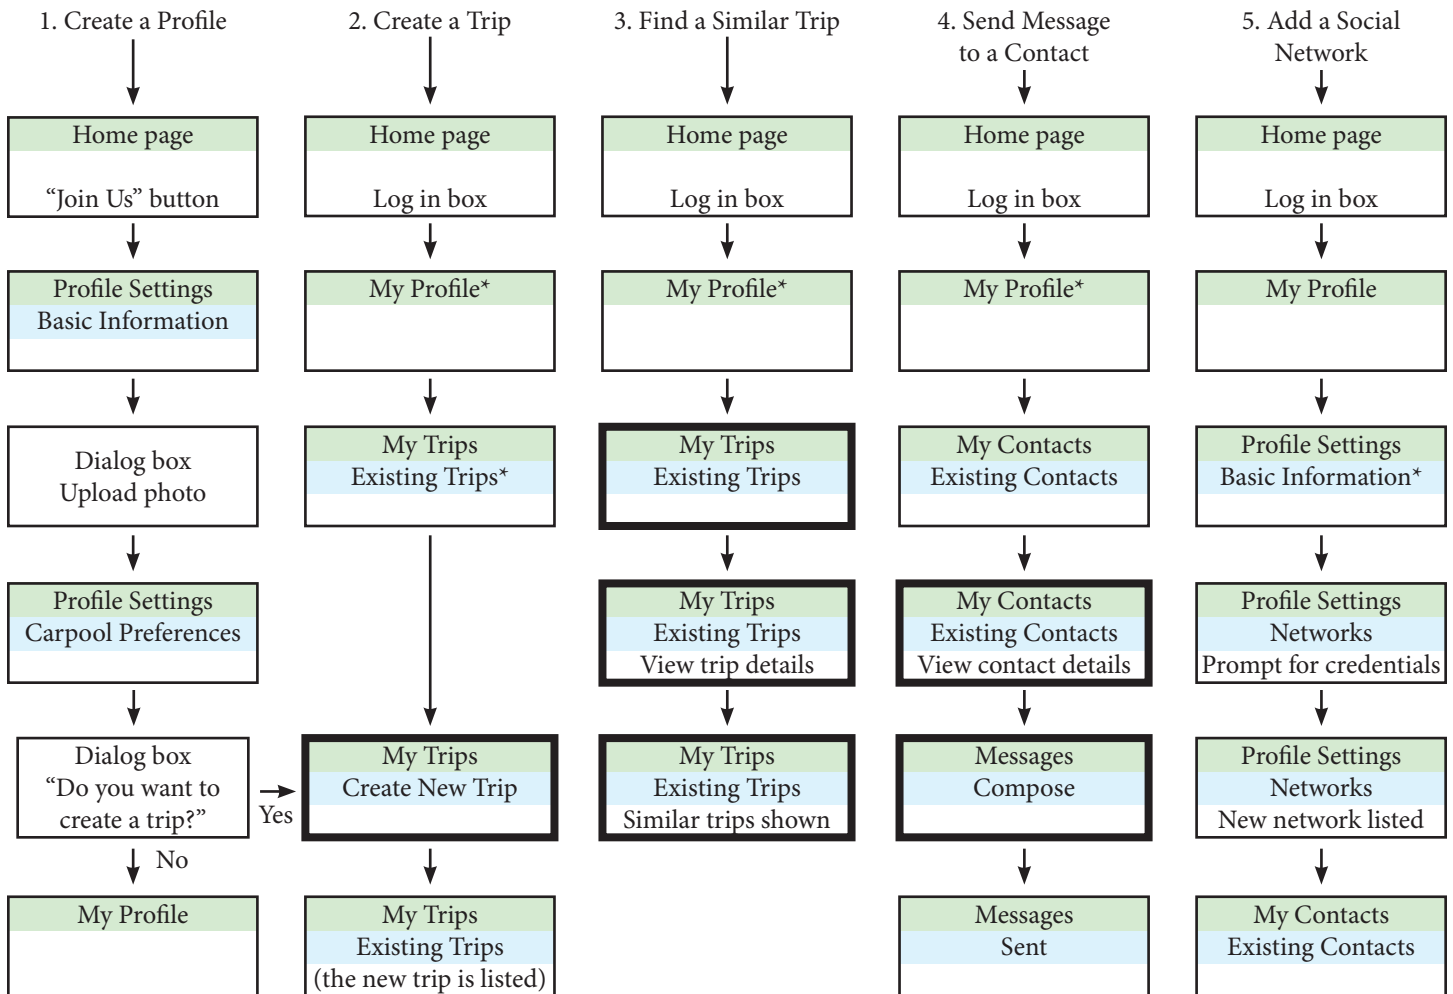 1. Create a Profile
Home page
“Join Us” button
Profile Settings
Basic Information
Dialog box
Upload photo
Profile Settings
Carpool Preferences
Dialog box
“Do you want to
create a trip?”
Yes
No
My Profile
2. Create a Trip
Home page
Log in box
My Profile*
My Trips
Existing Trips*
My Trips
Create New Trip
My Trips
Existing Trips
(the new trip is listed)
3. Find a Similar Trip
Home page
Log in box
My Profile*
My Trips
Existing Trips
My Trips
Existing Trips
View trip details
My Trips
Existing Trips
Similar trips shown
4. Send Message
to a Contact
Home page
Log in box
My Profile*
My Contacts
Existing Contacts
My Contacts
Existing Contacts
View contact details
Messages
Compose
Messages
Sent
5. Add a Social
Network
Home page
Log in box
My Profile
Profile Settings
Basic Information*
Profile Settings
Networks
Prompt for credentials
Profile Settings
Networks
New network listed
My Contacts
Existing Contacts